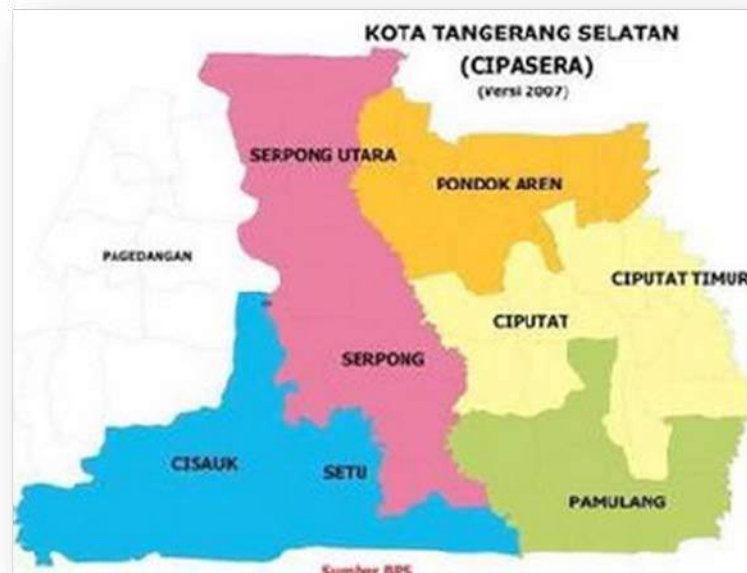 KOTA TANGERANG SELATAN
(CIPASERA)
(Versi 2007)
SERPONG UTARA
PONDOK AREN
PAGEDANGAN
CIPUTAT TIMUR
CIPUTAT
SERPONG
CISAUK
SETU
PAMULANG
Sumber BPS